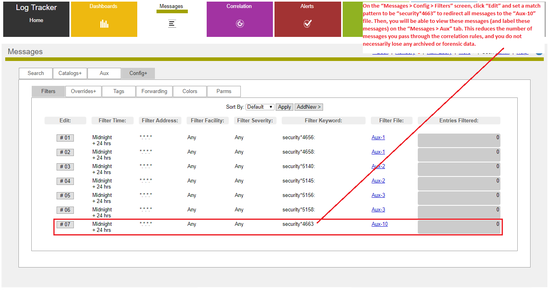 Log Tracker
Home
Dashboards
Messages
Correlation
Alerts
On the "Messages > Config > Filters" screen, click "Edit" and set a match
pattern to be "security*4663" to redirect all messages to the "Aux-10"
file. Then, you will be able to view these messages (and label these
messages) on the "Messages > Aux" tab. This reduces the number of
messages you pass through the correlation rules, and you do not
necessarily lose any archived or forensic data.
Messages
Search
Catalogs+
Aux
Config+
Filters
Overrides+
Tags
Forwarding
Colors
Parms
Sort By: Default Apply AddNew >
Edit: Filter Time: Filter Address: Filter Facility: Filter Severity: Filter Keyword: Filter File: Entries Filtered:
# 01 Midnight + 24 hrs *.*.*.* Any Any security*4656. Aux-1 0
# 02 Midnight + 24 hrs *.*.*.* Any Any security*4658. Aux-1 0
# 03 Midnight + 24 hrs *.*.*.* Any Any security*5140. Aux-2 0
# 04 Midnight + 24 hrs *.*.*.* Any Any security*5145. Aux-2 0
# 05 Midnight + 24 hrs *.*.*.* Any Any security*5156. Aux-3 0
# 06 Midnight + 24 hrs *.*.*.* Any Any security*5158. Aux-3 0
# 07 Midnight + 24 hrs *.*.*.* Any Any security*4663. Aux-10 0